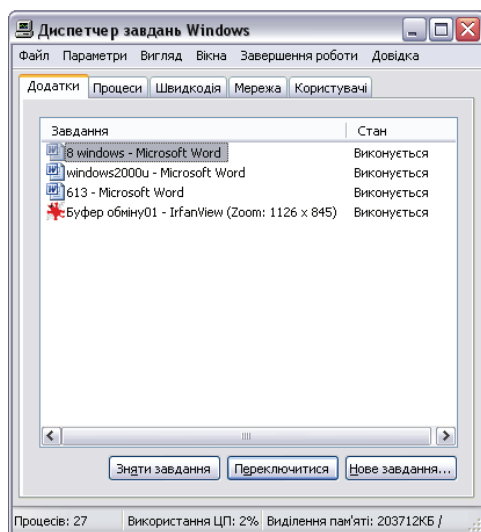 Диспетчер завдань Windows
Файл Параметри Вигляд Вікна Завершення роботи Довідка
Додатки Процеси Швидкодія Мережа Користувачі
Завдання Стан
8 windows - Microsoft Word Виконується
windows2000u - Microsoft Word Виконується
613 - Microsoft Word Виконується
Буфер обміну01 - IrfanView (Zoom: 1126 x 845) Виконується
Зняти завдання Переключитися Нове завдання...
Процесів: 27 Використання ЦП: 2% Виділення пам'яті: 203712КБ /